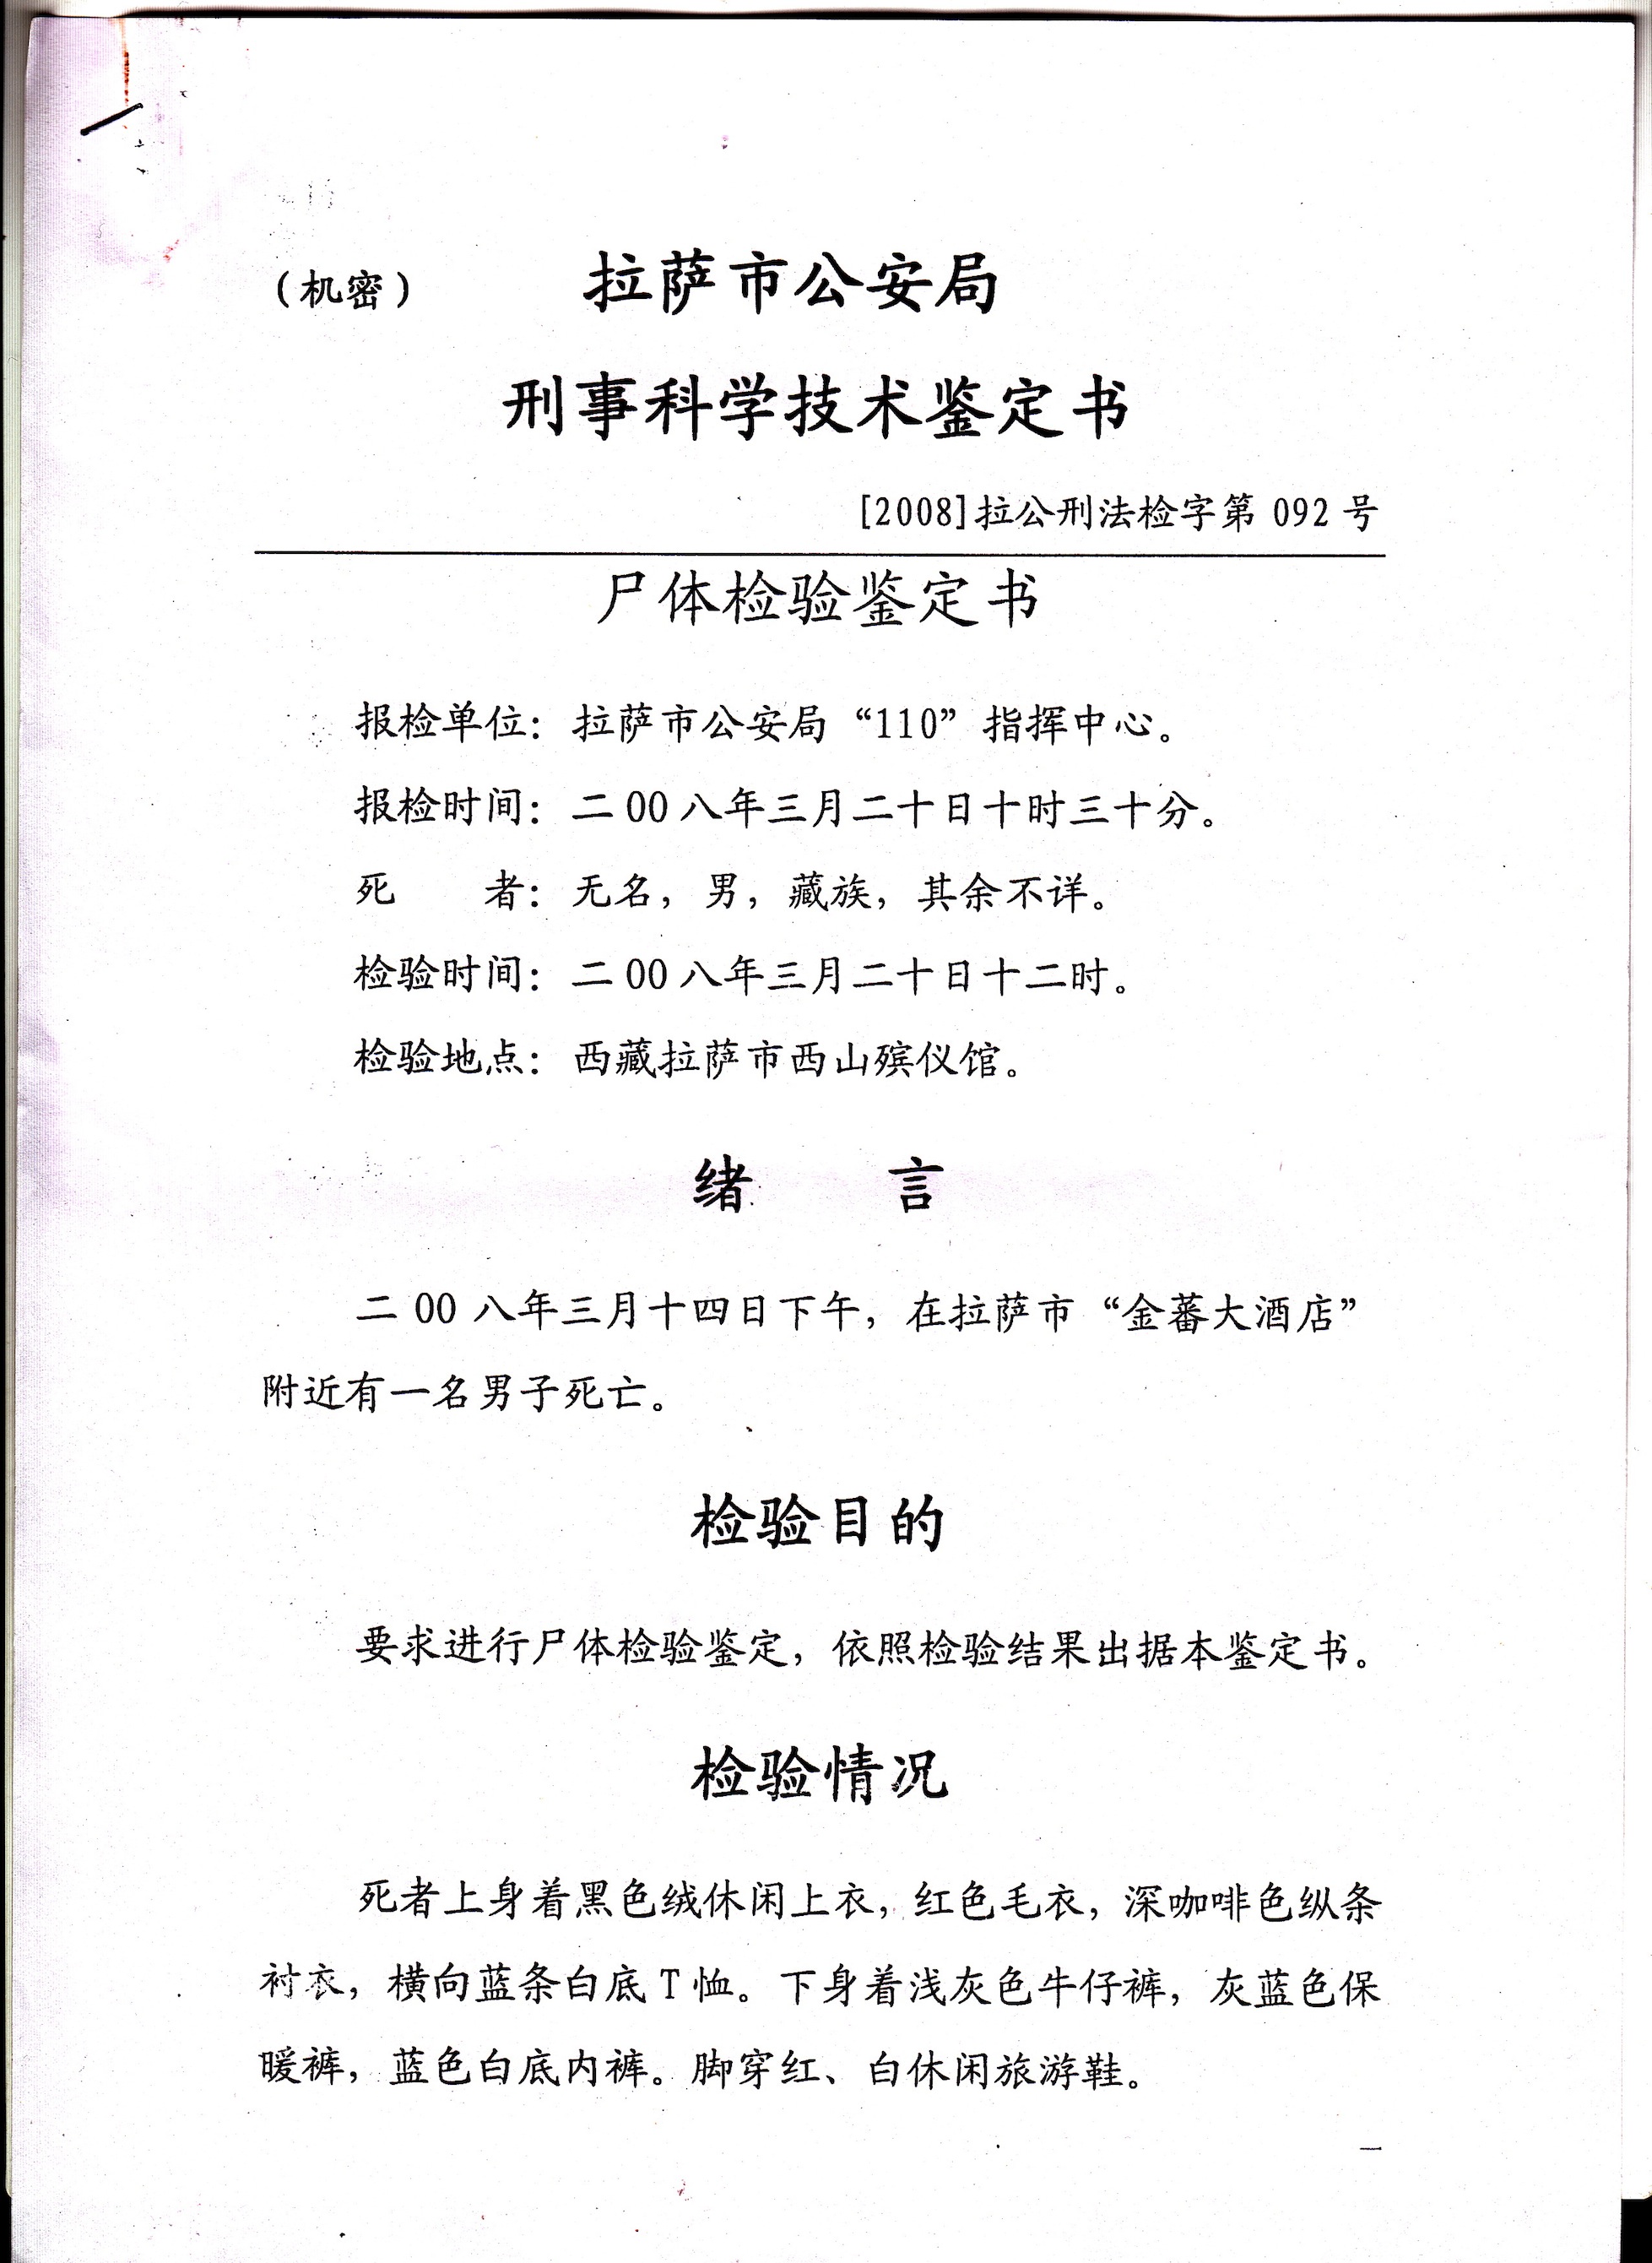 （机密） 拉萨市公安局
刑事科学技术鉴定书
[2008]拉公刑法检字第 092 号
尸体检验鉴定书
报检单位：拉萨市公安局“110”指挥中心。
报检时间：二00八年三月二十日十时三十分。
死　　者：无名，男，藏族，其余不详。
检验时间：二00八年三月二十日十二时。
检验地点：西藏拉萨市西山殡仪馆。
绪　　言
二00八年三月十四日下午，在拉萨市“金蕃大酒店”
附近有一名男子死亡。
检验目的
要求进行尸体检验鉴定，依照检验结果出据本鉴定书。
检验情况
死者上身着黑色绒休闲上衣，红色毛衣，深咖啡色纵条
衬衣，横向蓝条白底T恤。下身着浅灰色牛仔裤，灰蓝色保
暖裤，蓝色白底内裤。脚穿红、白休闲旅游鞋。
一